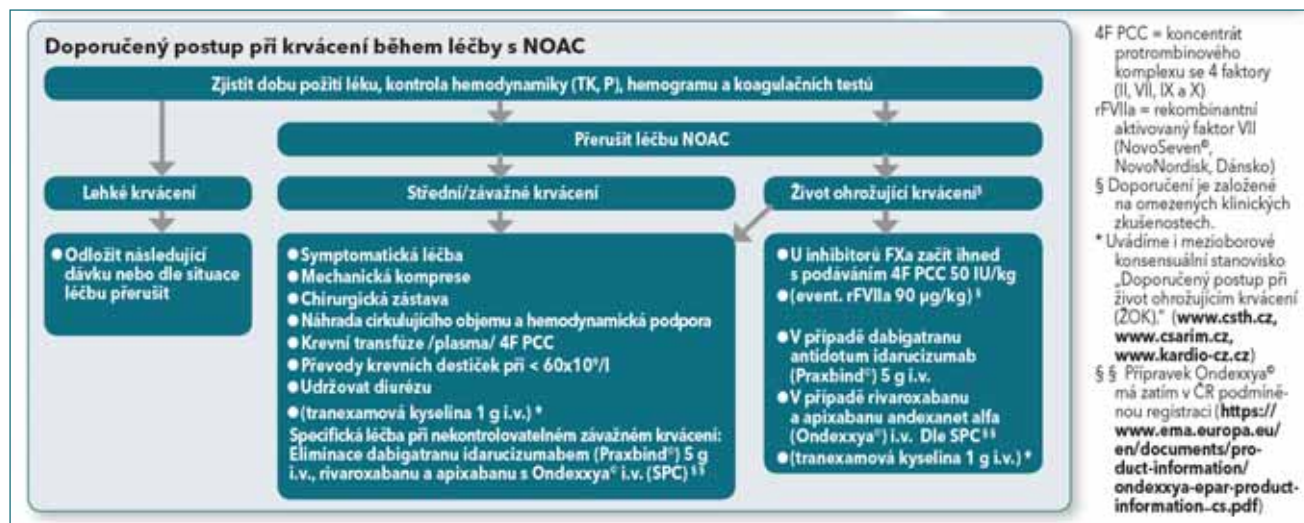 Doporučený postup při krvácení během léčby s NOAC
Zjistit dobu požití léku, kontrola hemodynamiky (TK, P), hemogramu a koagulačních testů
Přerušit léčbu NOAC
Lehké krvácení
Střední/závažné krvácení
Život ohrožující krvácení§
● Odložit následující
dávku nebo dle situace
léčbu přerušit
● Symptomatická léčba
● Mechanická komprese
● Chirurgická zástava
● Náhrada cirkulujícího objemu a hemodynamická podpora
● Krevní transfúze /plasma/ 4F PCC
● Převody krevních destiček při < 60x10⁹/l
● Udržovat diurézu
● (tranexamová kyselina 1 g i.v.) *
Specifická léčba při nekontrolovatelném závažném krvácení:
Eliminace dabigatranu idarucizumabem (Praxbind©) 5 g
i.v., rivaroxabanu a apixabanu s Ondexxya© i.v. (SPC) § §
● U inhibitorů FXa začít ihned
s podáváním 4F PCC 50 IU/kg
● (event. rFVIIa 90 µg/kg) §
● V případě dabigatranu
antidotum idarucizumab
(Praxbind©) 5 g i.v.
● V případě rivaroxabanu
a apixabanu andexanet alfa
(Ondexxya©) i.v. Dle SPC § §
● (tranexamová kyselina 1 g i.v.) *
4F PCC = koncentrát
protrombinového
komplexu se 4 faktory
(II, VII, IX a X)
rFVIIa = rekombinantní
aktivovaný faktor VII
(NovoSeven©,
NovoNordisk, Dánsko)
§ Doporučení je založené
na omezených klinických
zkušenostech.
* Uvádíme i mezioborové
konsensuální stanovisko
„Doporučený postup při
život ohrožujícím krvácení
(ŽOK)." (www.csth.cz,
www.csarim.cz,
www.kardio-cz.cz)
§ § Přípravek Ondexxya©
má zatím v ČR podmíně-
nou registraci (https://
www.ema.europa.eu/
en/documents/pro-
duct-information/
ondexxya-epar-product-
information-cs.pdf)